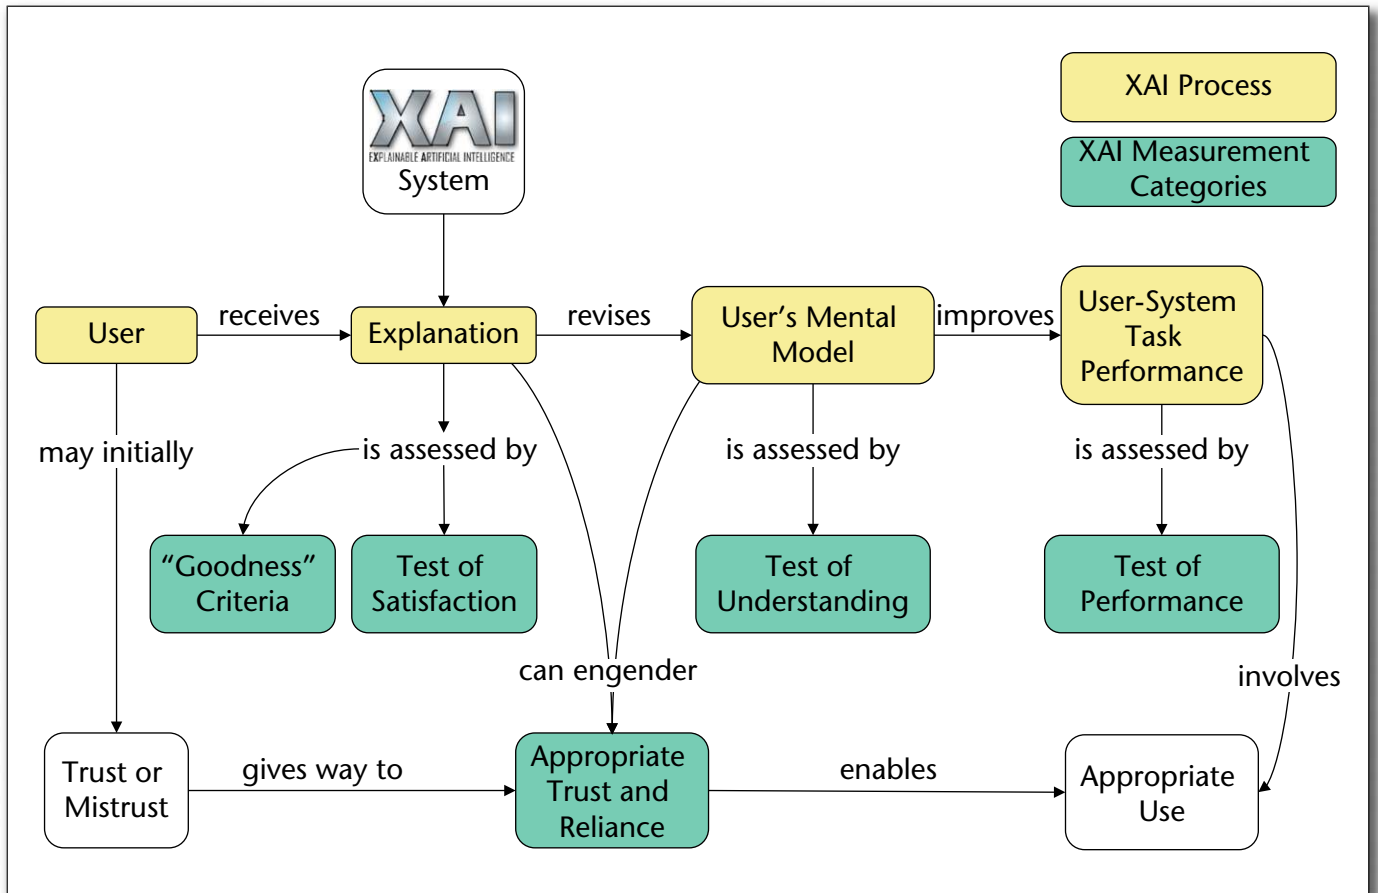 XAI Process
XAI
EXPLAINABLE ARTIFICIAL INTELLIGENCE
System
XAI Measurement
Categories
User
receives
Explanation
revises
User's Mental
Model
improves
User-System
Task
Performance
may initially
is assessed by
is assessed by
is assessed by
"Goodness"
Criteria
Test of
Satisfaction
Test of
Understanding
Test of
Performance
can engender
involves
Trust or
Mistrust
gives way to
Appropriate
Trust and
Reliance
enables
Appropriate
Use